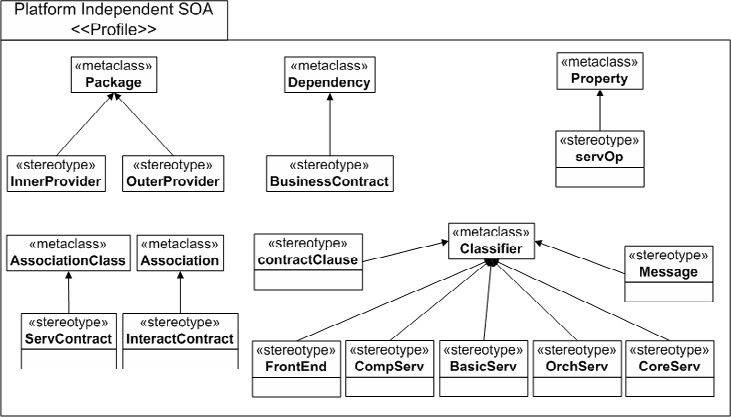 Platform Independent SOA
<<Profile>>
«metaclass»
Package
«metaclass»
Dependency
«metaclass»
Property
«stereotype»
InnerProvider
«stereotype»
OuterProvider
«stereotype»
BusinessContract
«stereotype»
servOp
«metaclass»
AssociationClass
«metaclass»
Association
«stereotype»
contractClause
«metaclass»
Classifier
«stereotype»
Message
«stereotype»
ServContract
«stereotype»
InteractContract
«stereotype»
FrontEnd
«stereotype»
CompServ
«stereotype»
BasicServ
«stereotype»
OrchServ
«stereotype»
CoreServ